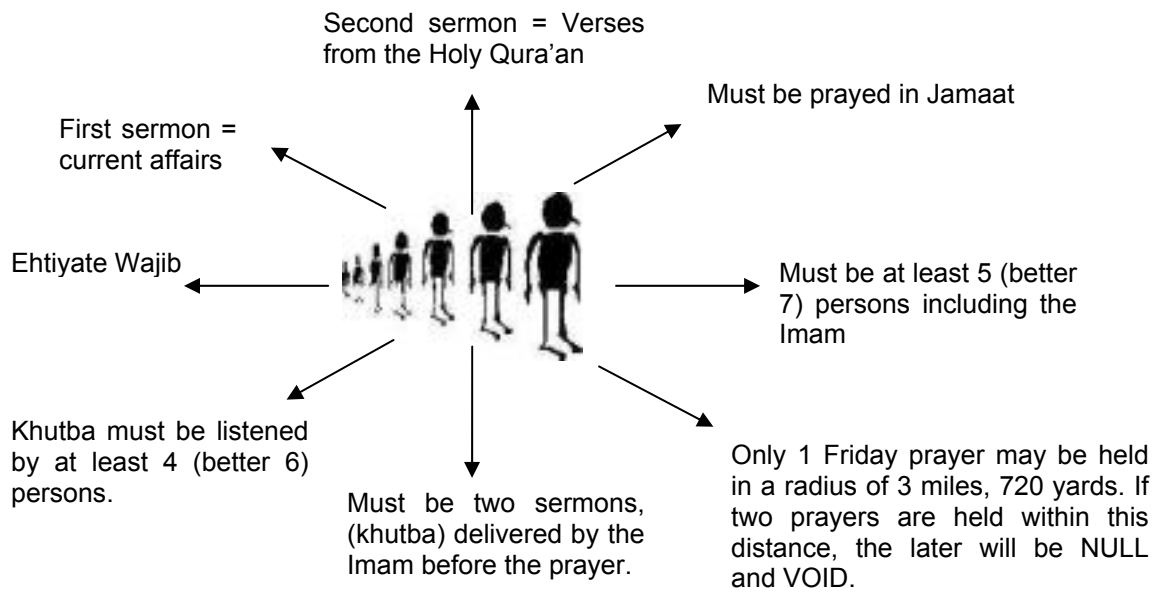 Second sermon = Verses
from the Holy Qura’an
Must be prayed in Jamaat
First sermon =
current affairs
Ehtiyate Wajib
Must be at least 5 (better
7) persons including the
Imam
Khutba must be listened
by at least 4 (better 6)
persons.
Must be two sermons,
(khutba) delivered by the
Imam before the prayer.
Only 1 Friday prayer may be held
in a radius of 3 miles, 720 yards. If
two prayers are held within this
distance, the later will be NULL
and VOID.